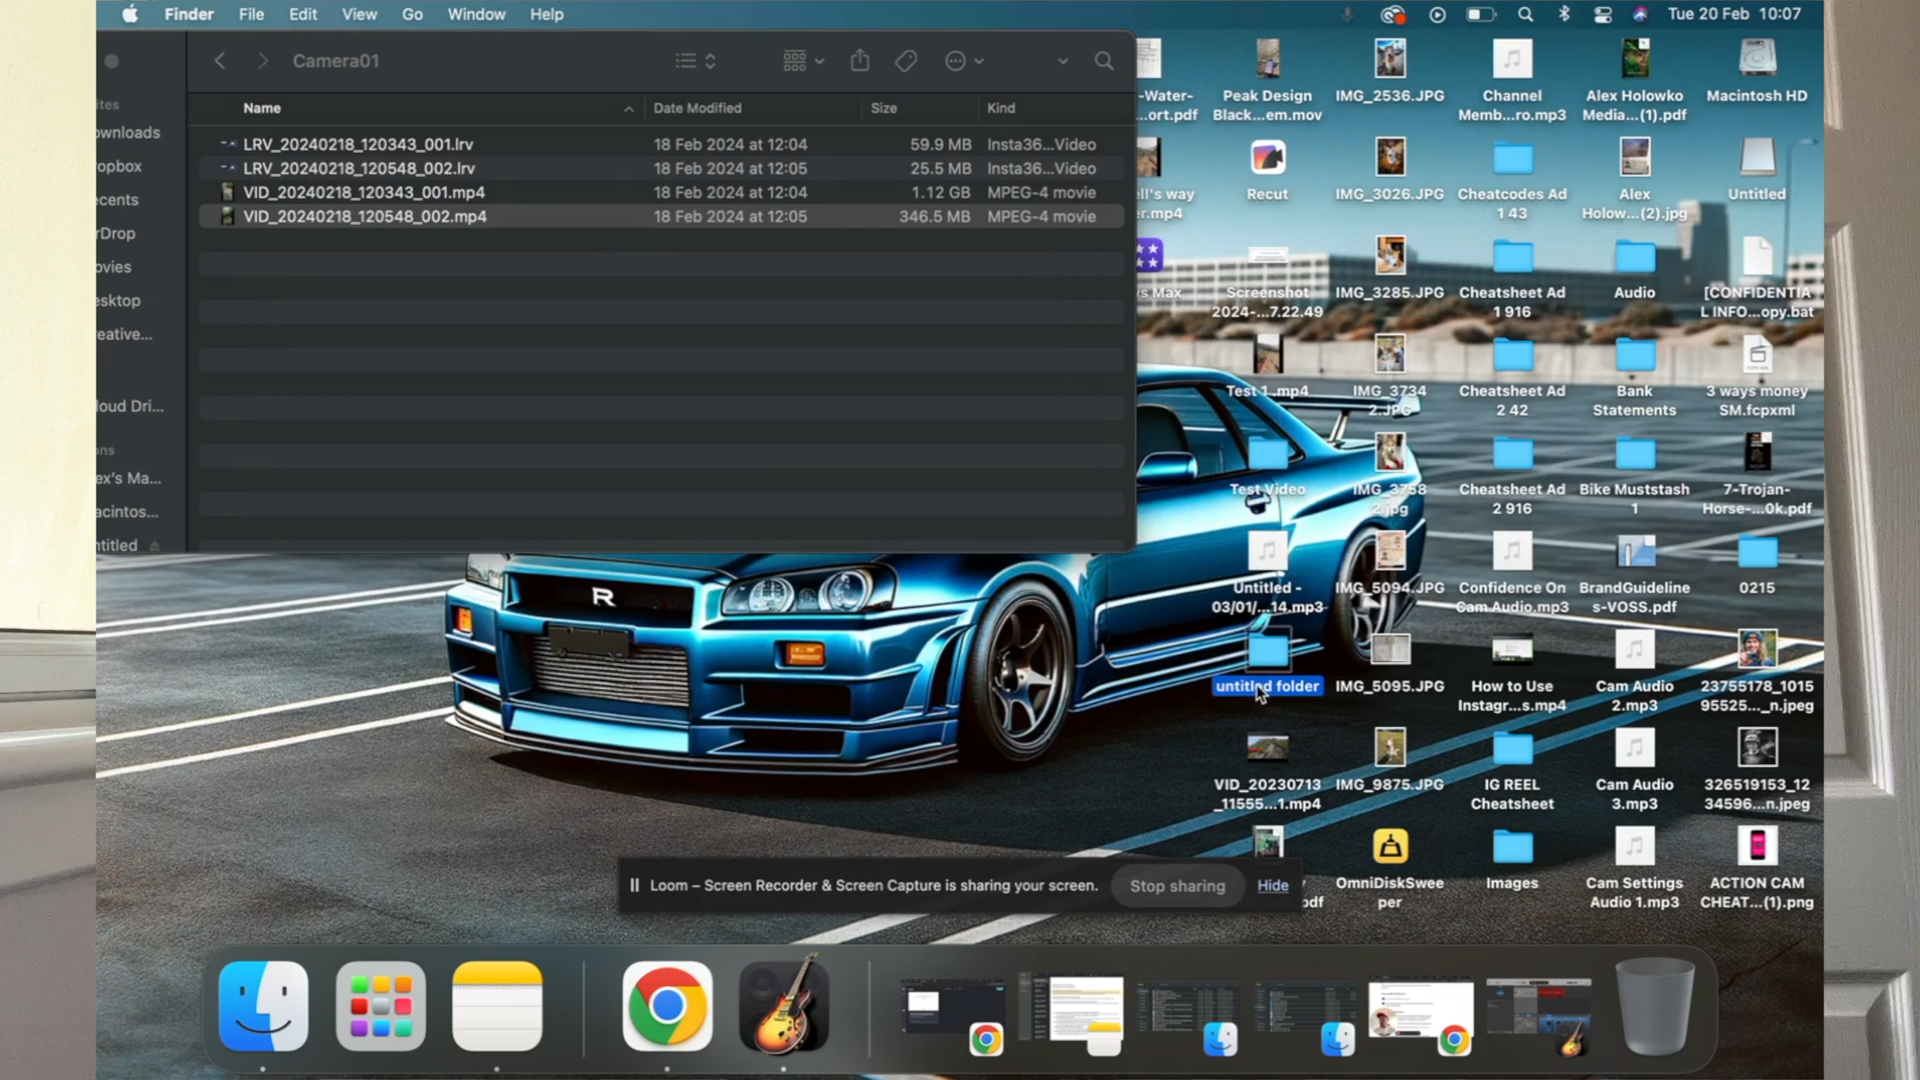 Finder File Edit View Go Window Help
Tue 20 Feb 10:07
Camera01
Name Date Modified Size Kind
LRV_20240218_120343_001.lrv 18 Feb 2024 at 12:04 59.9 MB Insta36...Video
LRV_20240218_120548_002.lrv 18 Feb 2024 at 12:05 25.5 MB Insta36...Video
VID_20240218_120343_001.mp4 18 Feb 2024 at 12:04 1.12 GB MPEG-4 movie
VID_20240218_120548_002.mp4 18 Feb 2024 at 12:05 346.5 MB MPEG-4 movie
ites
ownloads
opbox
ecents
rDrop
ovies
esktop
reative...
loud Dri...
ons
ex's Ma...
acintos...
ntitled
-Water-
...ort.pdf
ell's way
er.mp4
s Max
Peak Design
Black...em.mov
Recut
Screenshot
2024-...7.22.49
Test 1 .mp4
Test Video
Untitled -
03/01/...14.mp3
untitled folder
VID_20230713
_11555...1.mp4
pdf
IMG_2536.JPG
IMG_3026.JPG
IMG_3285.JPG
IMG_3734
2.JPG
IMG_3758
2.jpg
IMG_5094.JPG
IMG_5095.JPG
IMG_9875.JPG
OmniDiskSwee
per
Channel
Memb...ro.mp3
Cheatcodes Ad
1 43
Cheatsheet Ad
1 916
Cheatsheet Ad
2 42
Cheatsheet Ad
2 916
Confidence On
Cam Audio.mp3
How to Use
Instagr...s.mp4
IG REEL
Cheatsheet
Images
Alex Holowko
Media...(1).pdf
Alex
Holow...(2).jpg
Audio
Bank
Statements
Bike Muststash
1
BrandGuideline
s-VOSS.pdf
Cam Audio
2.mp3
Cam Audio
3.mp3
Cam Settings
Audio 1.mp3
Macintosh HD
Untitled
[CONFIDENTIA
L INFO...opy.bat
3 ways money
SM.fcpxml
7-Trojan-
Horse-...0k.pdf
0215
23755178_1015
95525..._n.jpeg
326519153_12
34596...n.jpeg
ACTION CAM
CHEAT...(1).png
R
Loom – Screen Recorder & Screen Capture is sharing your screen. Stop sharing Hide